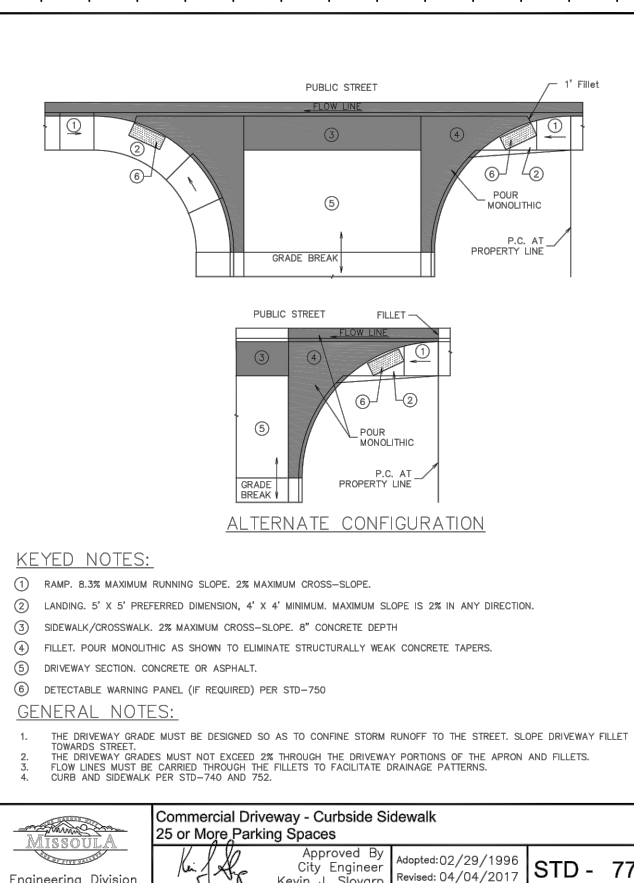 PUBLIC STREET
1' Fillet
FLOW LINE
1
3
4
1
2
6
6
2
5
POUR
MONOLITHIC
P.C. AT
PROPERTY LINE
GRADE BREAK
PUBLIC STREET
FILLET
FLOW LINE
3
4
1
6
2
5
POUR
MONOLITHIC
GRADE
BREAK
P.C. AT
PROPERTY LINE
ALTERNATE CONFIGURATION
KEYED NOTES:
1 RAMP. 8.3% MAXIMUM RUNNING SLOPE. 2% MAXIMUM CROSS-SLOPE.
2 LANDING. 5' X 5' PREFERRED DIMENSION, 4' X 4' MINIMUM. MAXIMUM SLOPE IS 2% IN ANY DIRECTION.
3 SIDEWALK/CROSSWALK. 2% MAXIMUM CROSS-SLOPE. 8" CONCRETE DEPTH
4 FILLET. POUR MONOLITHIC AS SHOWN TO ELIMINATE STRUCTURALLY WEAK CONCRETE TAPERS.
5 DRIVEWAY SECTION. CONCRETE OR ASPHALT.
6 DETECTABLE WARNING PANEL (IF REQUIRED) PER STD-750
GENERAL NOTES:
1. THE DRIVEWAY GRADE MUST BE DESIGNED SO AS TO CONFINE STORM RUNOFF TO THE STREET. SLOPE DRIVEWAY FILLET
TOWARDS STREET.
2. THE DRIVEWAY GRADES MUST NOT EXCEED 2% THROUGH THE DRIVEWAY PORTIONS OF THE APRON AND FILLETS.
3. FLOW LINES MUST BE CARRIED THROUGH THE FILLETS TO FACILITATE DRAINAGE PATTERNS.
4. CURB AND SIDEWALK PER STD-740 AND 752.
MISSOULA
Engineering Division
Commercial Driveway - Curbside Sidewalk
25 or More Parking Spaces
Approved By
City Engineer
Kevin J. Slovarp
Adopted: 02/29/1996
Revised: 04/04/2017
STD - 77